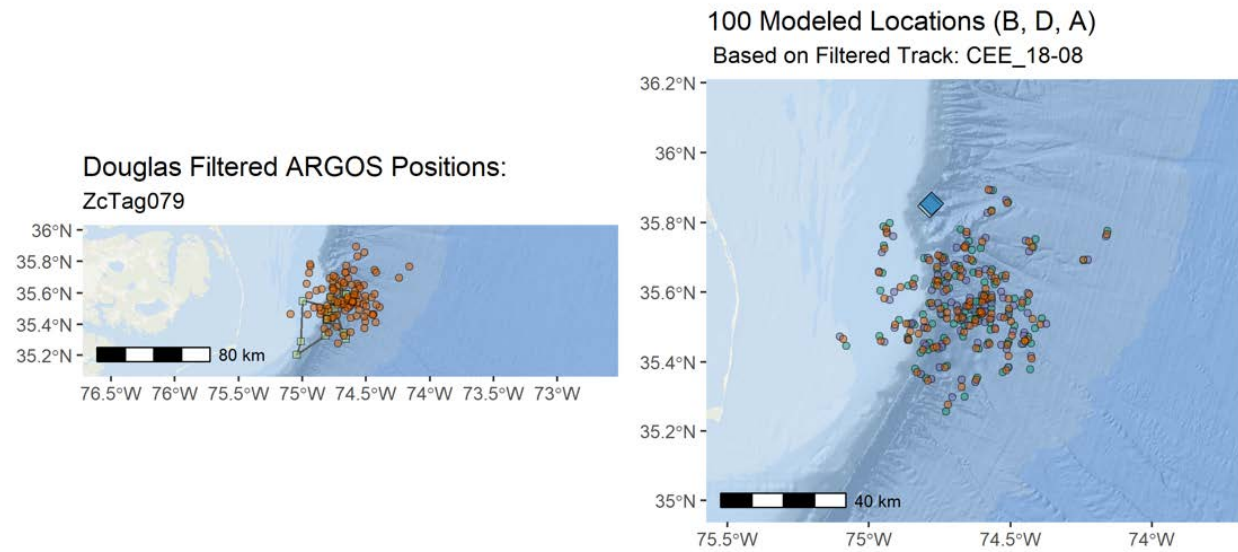 Douglas Filtered ARGOS Positions:
ZcTag079
36°N
35.8°N
35.6°N
35.4°N
35.2°N
80 km
76.5°W 76°W 75.5°W 75°W 74.5°W 74°W 73.5°W 73°W
100 Modeled Locations (B, D, A)
Based on Filtered Track: CEE_18-08
36.2°N
36°N
35.8°N
35.6°N
35.4°N
35.2°N
35°N
40 km
75.5°W 75°W 74.5°W 74°W